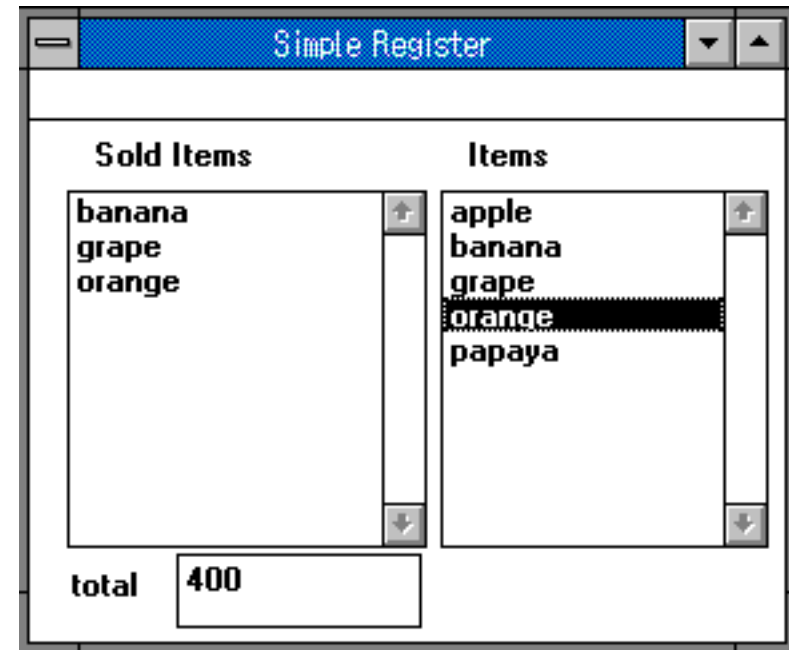 Simple Register
Sold Items
banana
grape
orange
Items
apple
banana
grape
orange
papaya
total
400